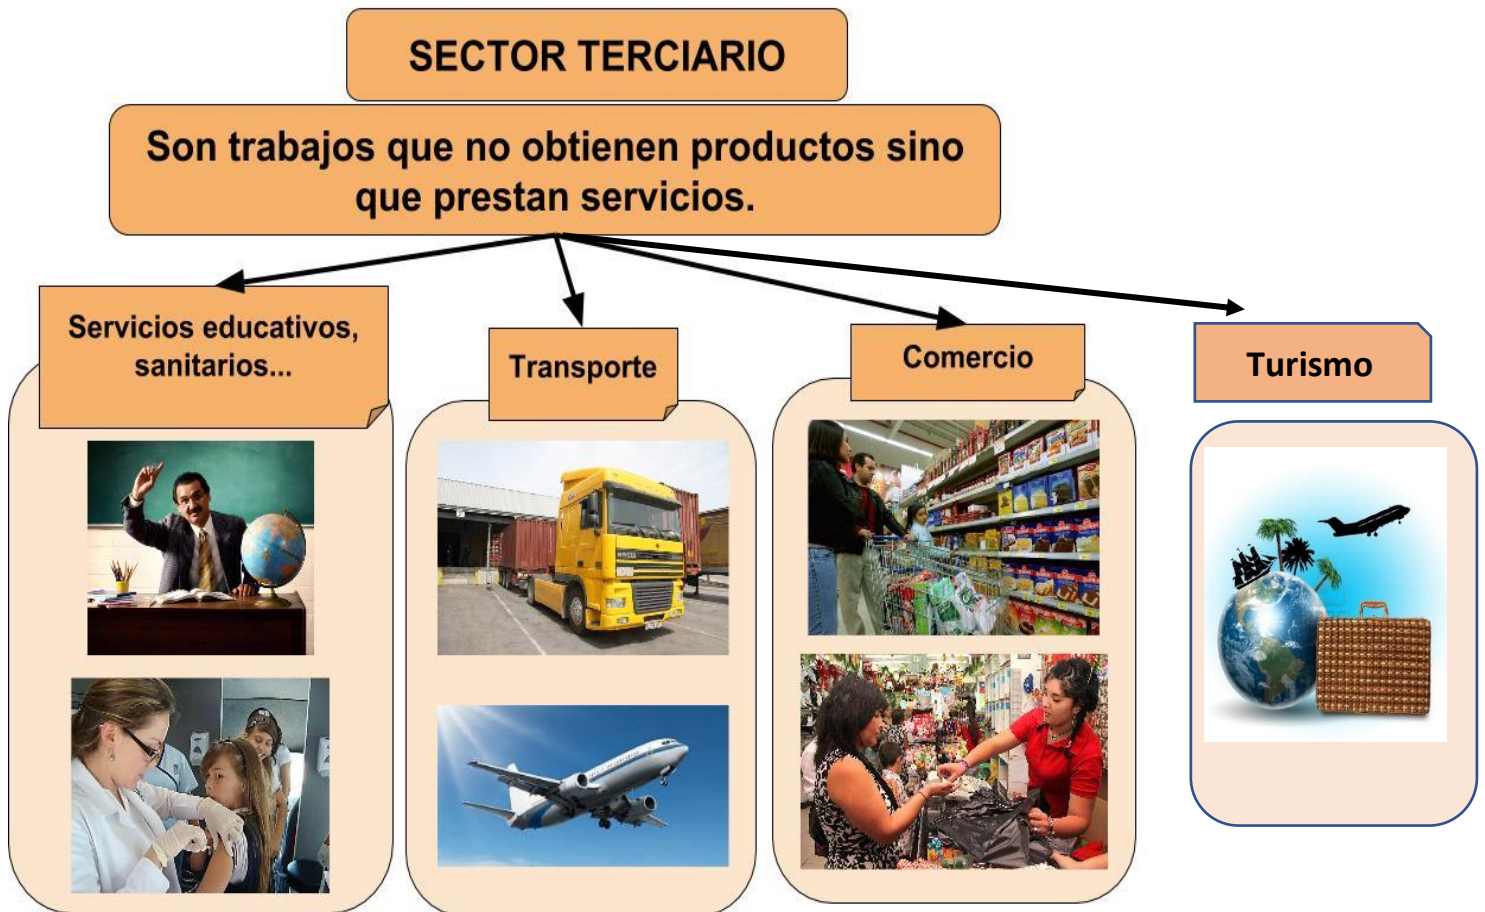 SECTOR TERCIARIO
Son trabajos que no obtienen productos sino
que prestan servicios.
Servicios educativos,
sanitarios...
Transporte
Comercio
Turismo